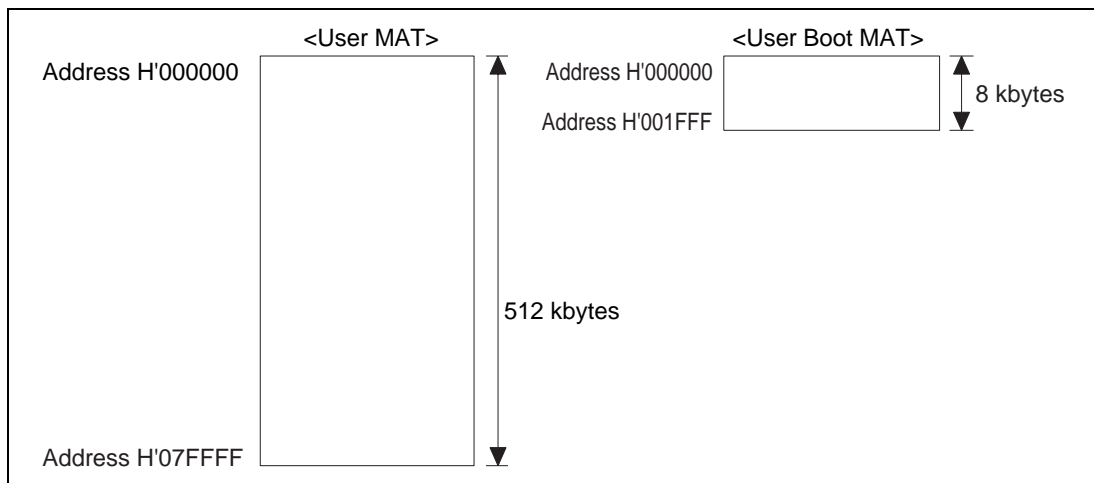 <User MAT>
Address H'000000
512 kbytes
Address H'07FFFF
<User Boot MAT>
Address H'000000
8 kbytes
Address H'001FFF